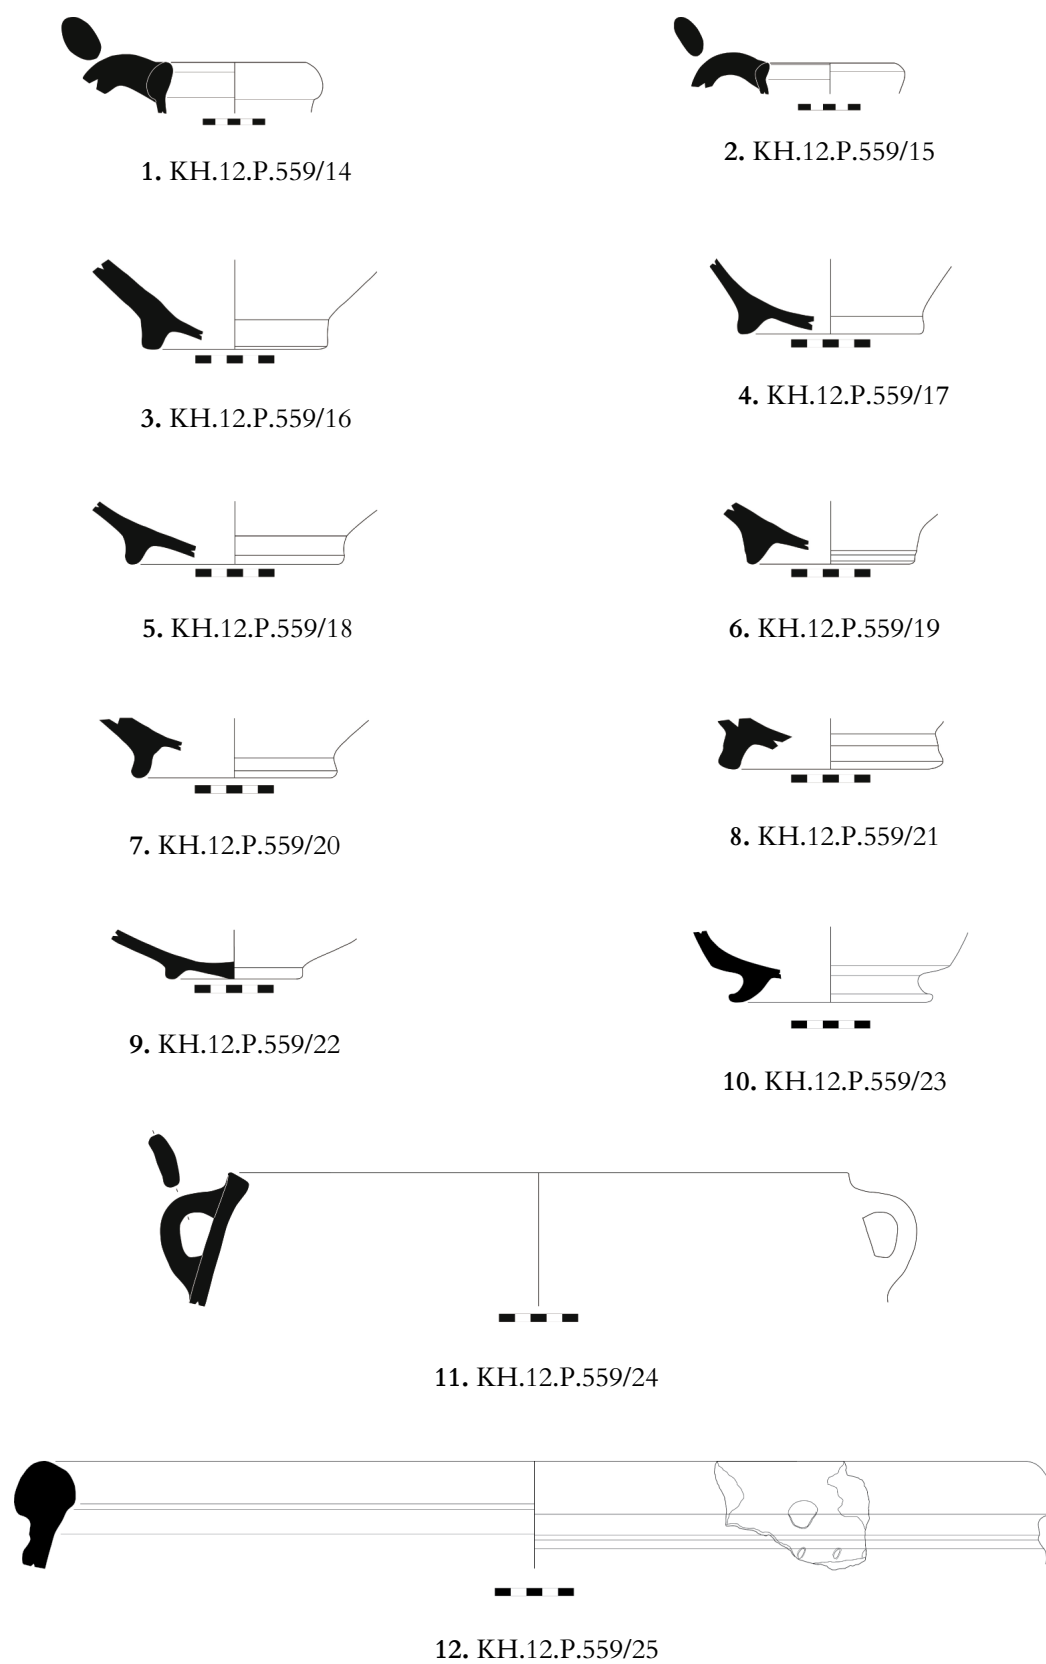 1. KH.12.P.559/14
2. KH.12.P.559/15
3. KH.12.P.559/16
4. KH.12.P.559/17
5. KH.12.P.559/18
6. KH.12.P.559/19
7. KH.12.P.559/20
8. KH.12.P.559/21
9. KH.12.P.559/22
10. KH.12.P.559/23
11. KH.12.P.559/24
12. KH.12.P.559/25